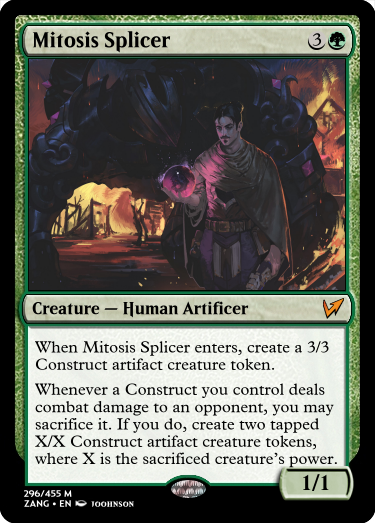 Mitosis Splicer 3
Creature — Human Artificer
When Mitosis Splicer enters, create a 3/3
Construct artifact creature token.
Whenever a Construct you control deals
combat damage to an opponent, you may
sacrifice it. If you do, create two tapped
X/X Construct artifact creature tokens,
where X is the sacrificed creature's power.
1/1
296/455 M
ZANG • EN JOOHNSON